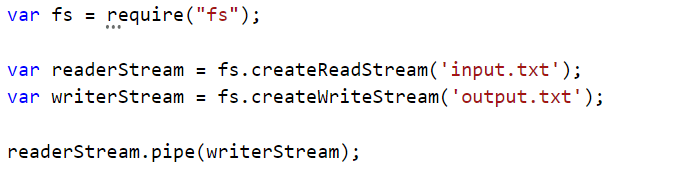 var fs = require("fs");
var readerStream = fs.createReadStream('input.txt');
var writerStream = fs.createWriteStream('output.txt');
readerStream.pipe(writerStream);